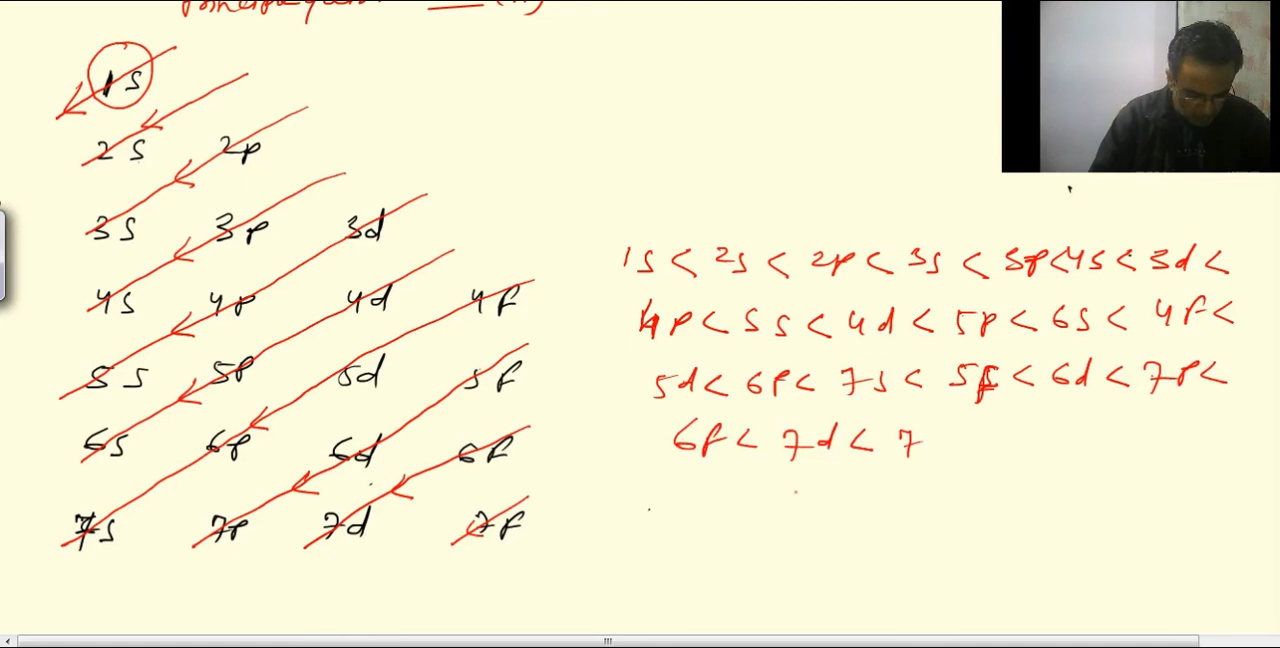 1s
2s 2p
3s 3p 3d
4s 4p 4d 4f
5s 5p 5d 5f
6s 6p 6d 6f
7s 7p 7d 7f
1s < 2s < 2p < 3s < 3p < 4s < 3d <
4p < 5s < 4d < 5p < 6s < 4f <
5d < 6p < 7s < 5f < 6d < 7p <
6f < 7d < 7